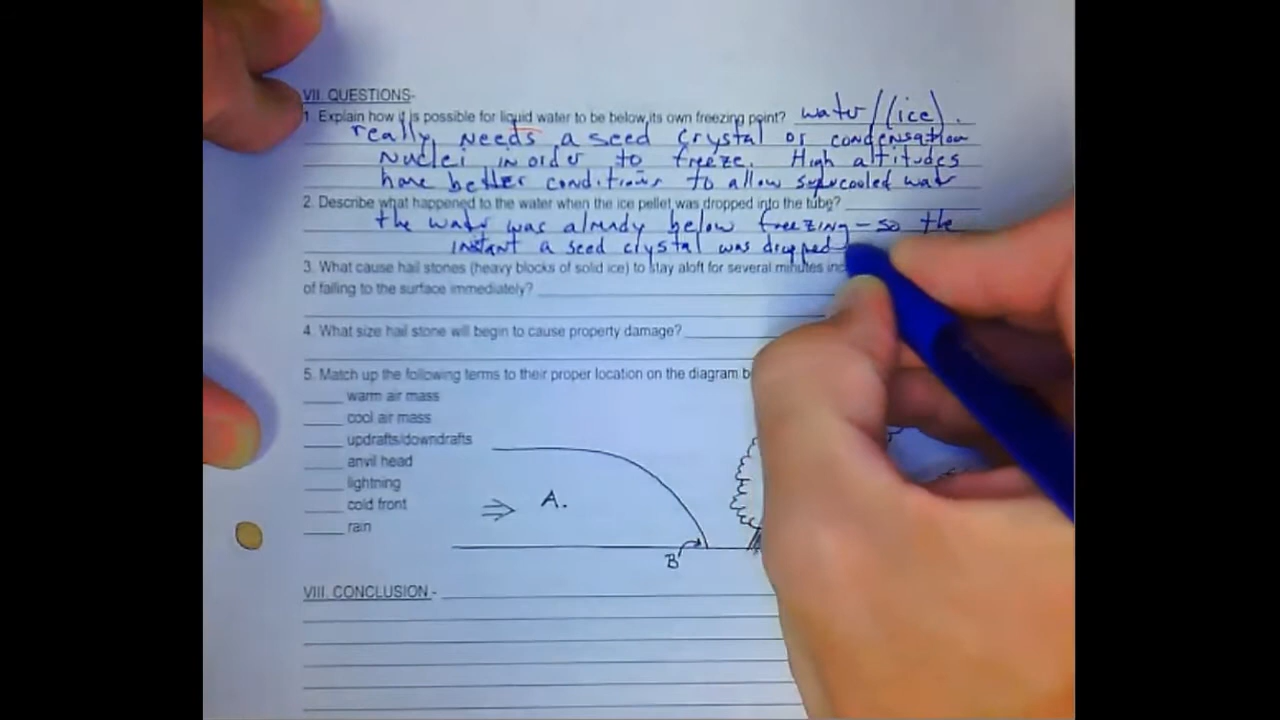 VII. QUESTIONS-
1. Explain how it is possible for liquid water to be below its own freezing point? water/(ice).
really needs a seed crystal or condensation
nuclei in order to freeze. High altitudes
have better conditions to allow supercooled water
2. Describe what happened to the water when the ice pellet was dropped into the tube?
the water was already below freezing - so the
instant a seed crystal was dropped
3. What cause hail stones (heavy blocks of solid ice) to stay aloft for several minutes
of falling to the surface immediately?
4. What size hail stone will begin to cause property damage?
5. Match up the following terms to their proper location on the diagram
warm air mass
cool air mass
updrafts/downdrafts
anvil head
lightning
cold front
rain
A.
B
VIII. CONCLUSION-